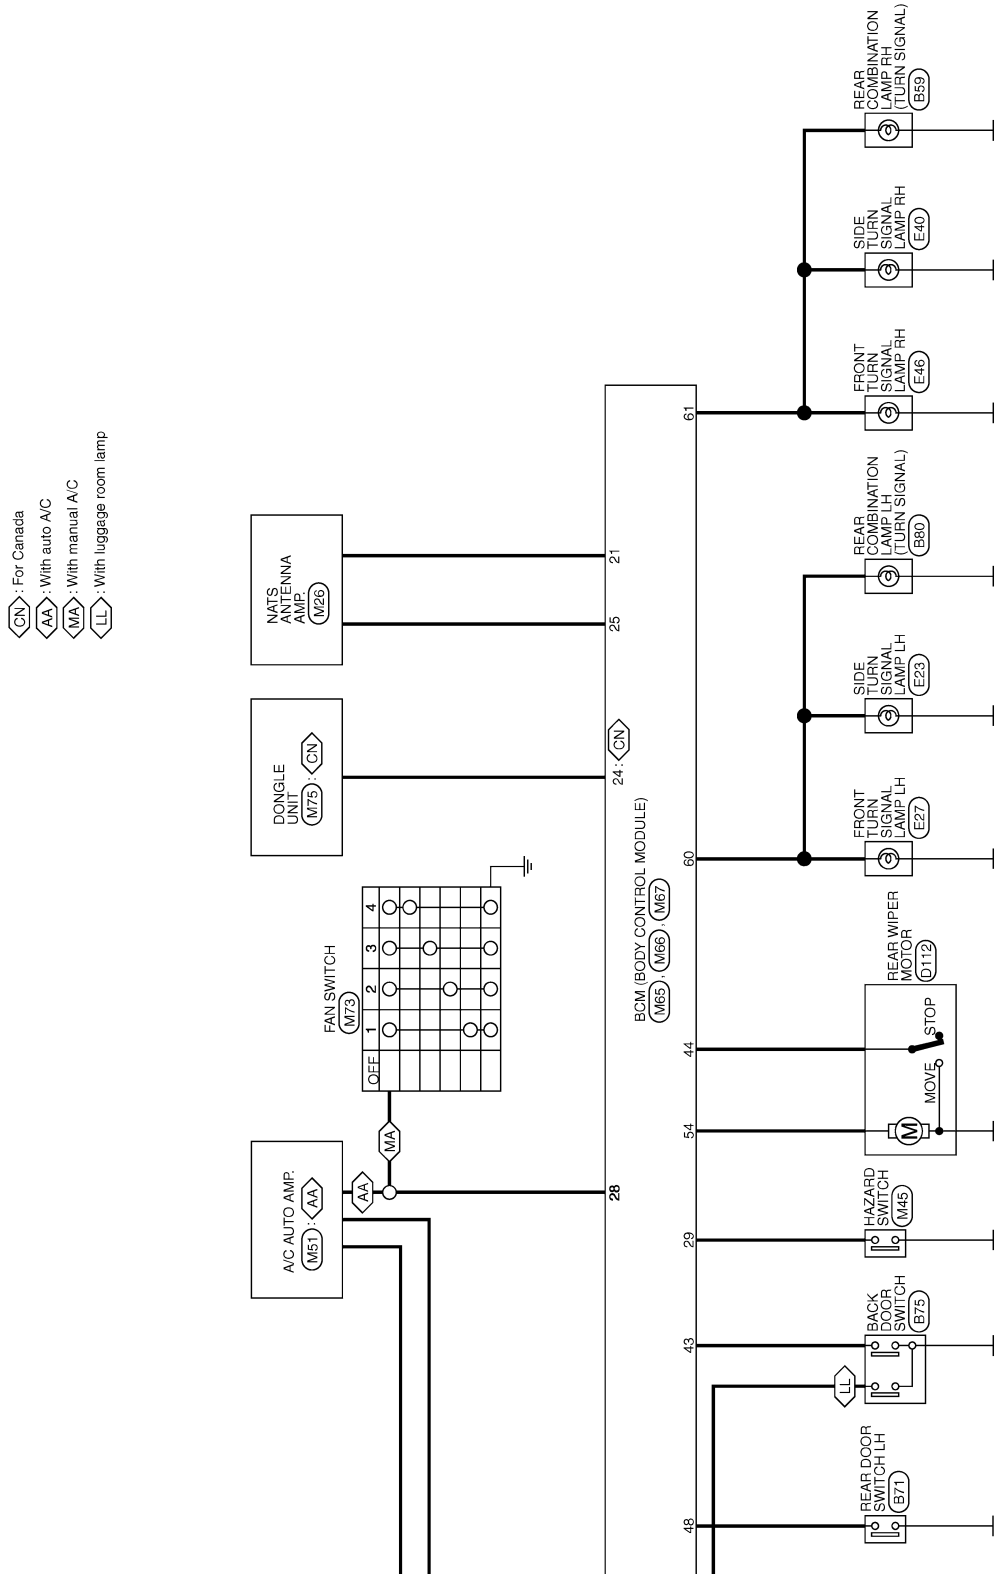 CN : For Canada
AA : With auto A/C
MA : With manual A/C
LL : With luggage room lamp
A/C AUTO AMP.
M51 : AA
AA
MA
FAN SWITCH
M73
OFF 1 2 3 4
DONGLE
UNIT
M75 : CN
NATS
ANTENNA
AMP.
M26
28
24 : CN
25
21
BCM (BODY CONTROL MODULE)
M65 , M66 , M67
48
43
29
54
44
60
61
LL
REAR DOOR
SWITCH LH
B71
BACK
DOOR
SWITCH
B75
HAZARD
SWITCH
M45
REAR WIPER
MOTOR
D112
M
MOVE
STOP
FRONT
TURN
SIGNAL
LAMP LH
E27
SIDE
TURN
SIGNAL
LAMP LH
E23
REAR
COMBINATION
LAMP LH
(TURN SIGNAL)
B80
FRONT
TURN
SIGNAL
LAMP RH
E46
SIDE
TURN
SIGNAL
LAMP RH
E40
REAR
COMBINATION
LAMP RH
(TURN SIGNAL)
B59